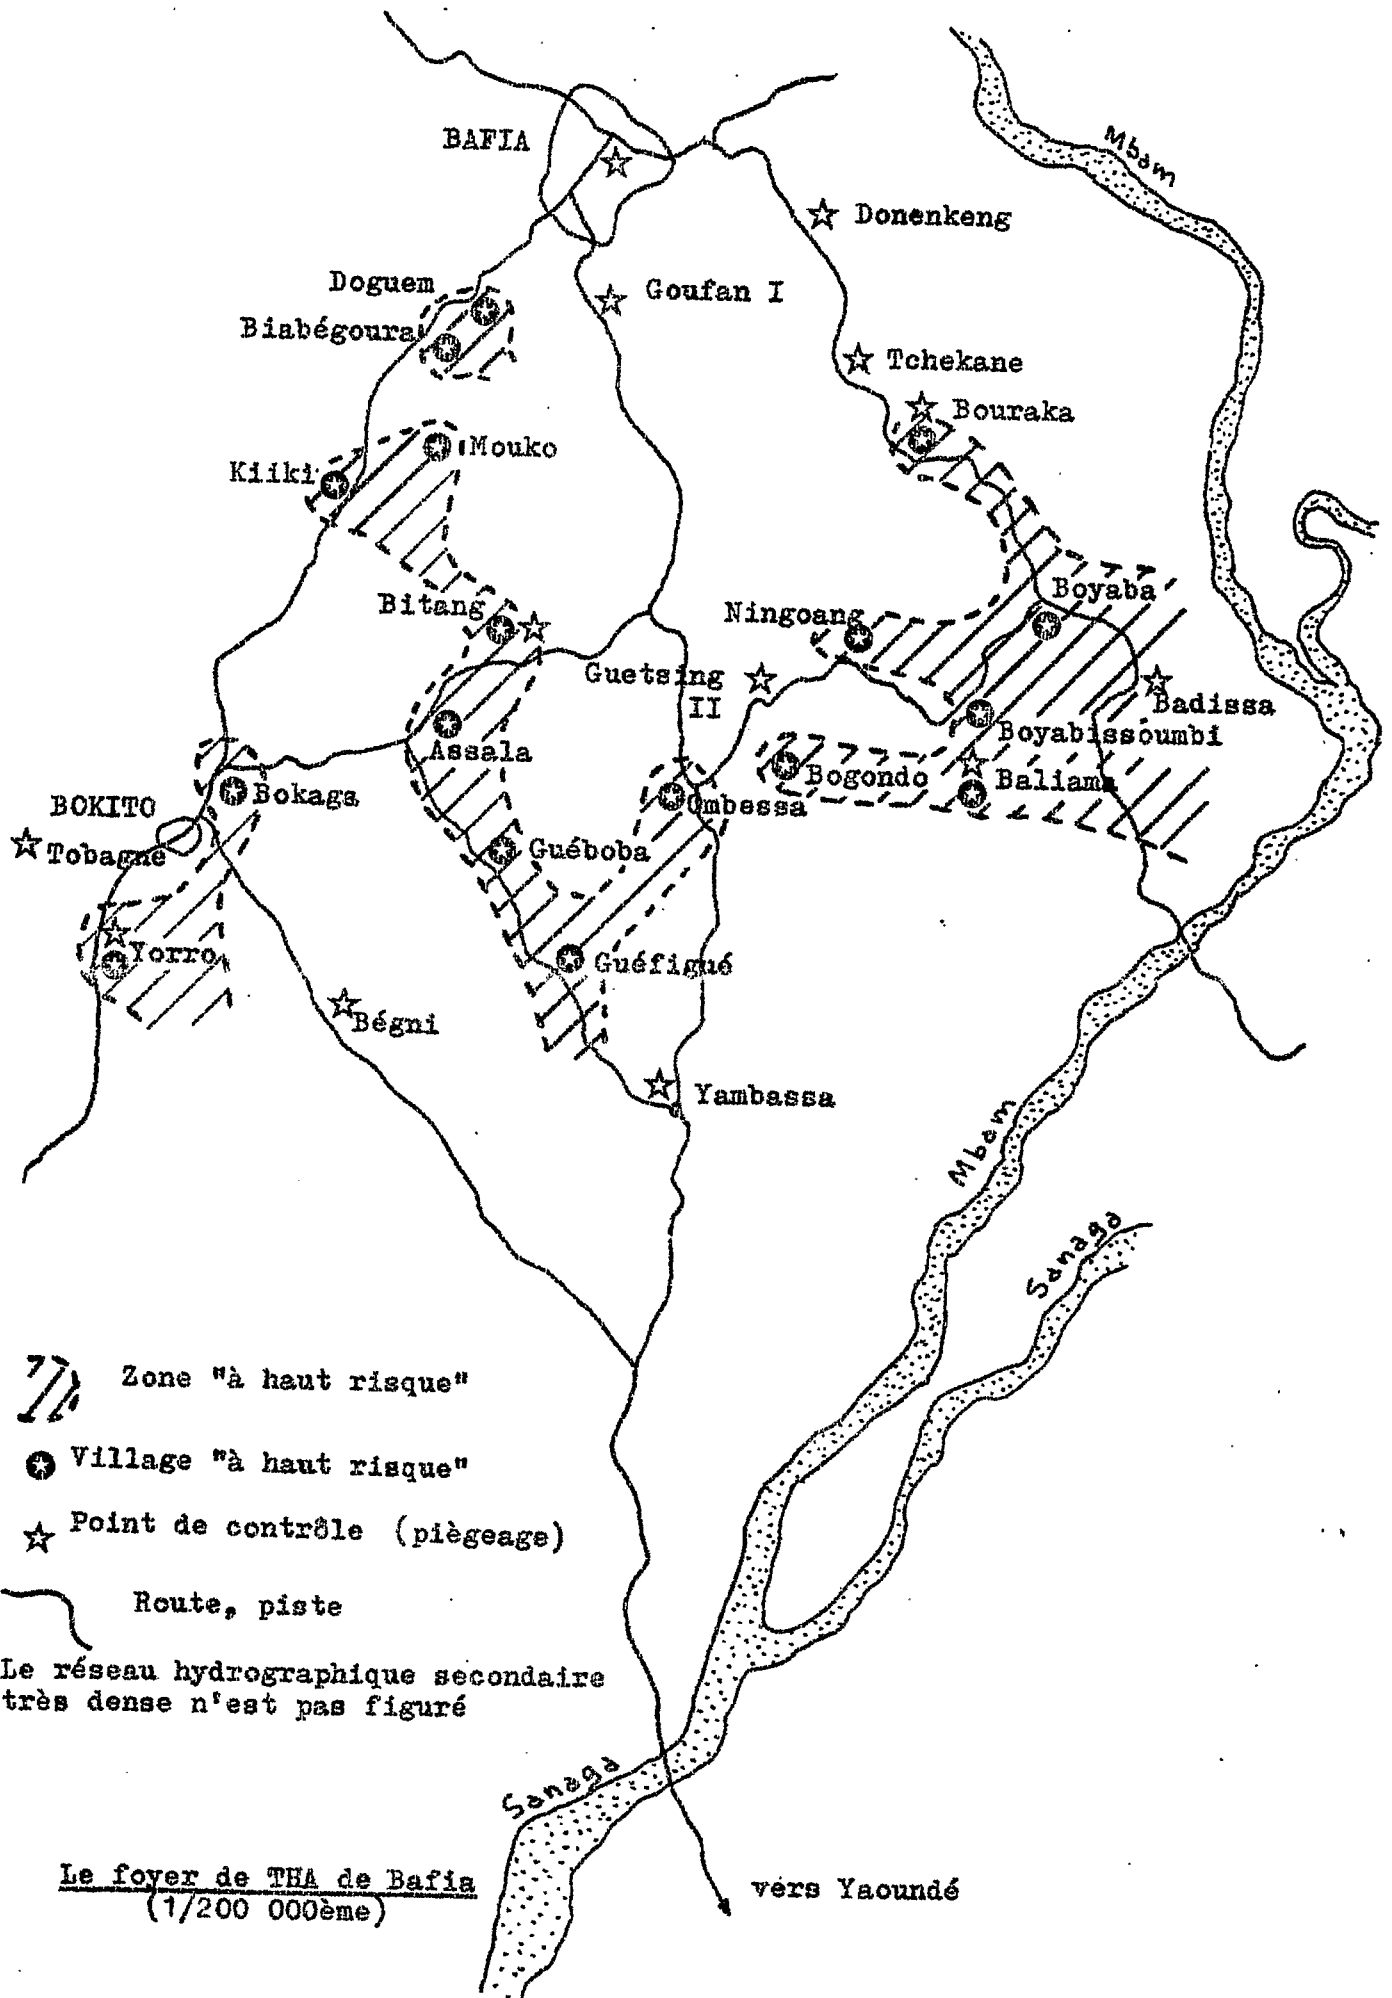 BAFIA
Mbam
Donenkeng
Doguem
Goufan I
Biabégoura
Tchekane
Bouraka
Mouko
Kiiki
Boyaba
Bitang
Ningoang
Guetsing
II
Badissa
Boyabissoumbi
Assala
Bogondo
Baliama
Bokaga
Ombessa
BOKITO
Tobagne
Guéboba
Yorro
Guéfigué
Bégni
Yambassa
Mbam
Sanaga
Zone "à haut risque"
Village "à haut risque"
Point de contrôle (piègeage)
Route, piste
Le réseau hydrographique secondaire
très dense n'est pas figuré
Sanaga
Le foyer de THA de Bafia
(1/200 000ème)
vers Yaoundé